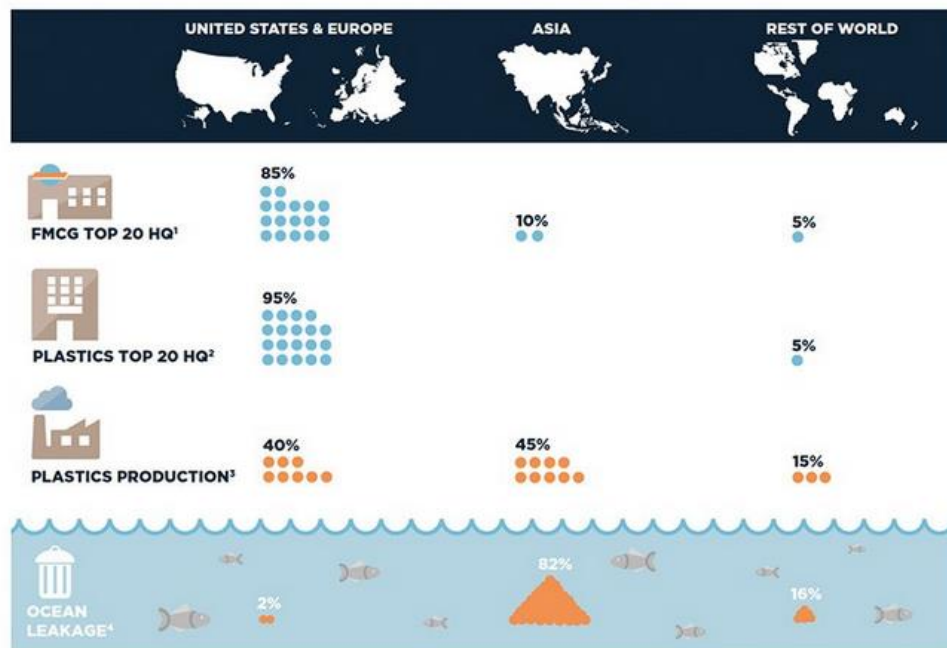 UNITED STATES & EUROPE
ASIA
REST OF WORLD
85%
10%
5%
FMCG TOP 20 HQ¹
95%
5%
PLASTICS TOP 20 HQ²
40%
45%
15%
PLASTICS PRODUCTION³
82%
2%
16%
OCEAN
LEAKAGE⁴